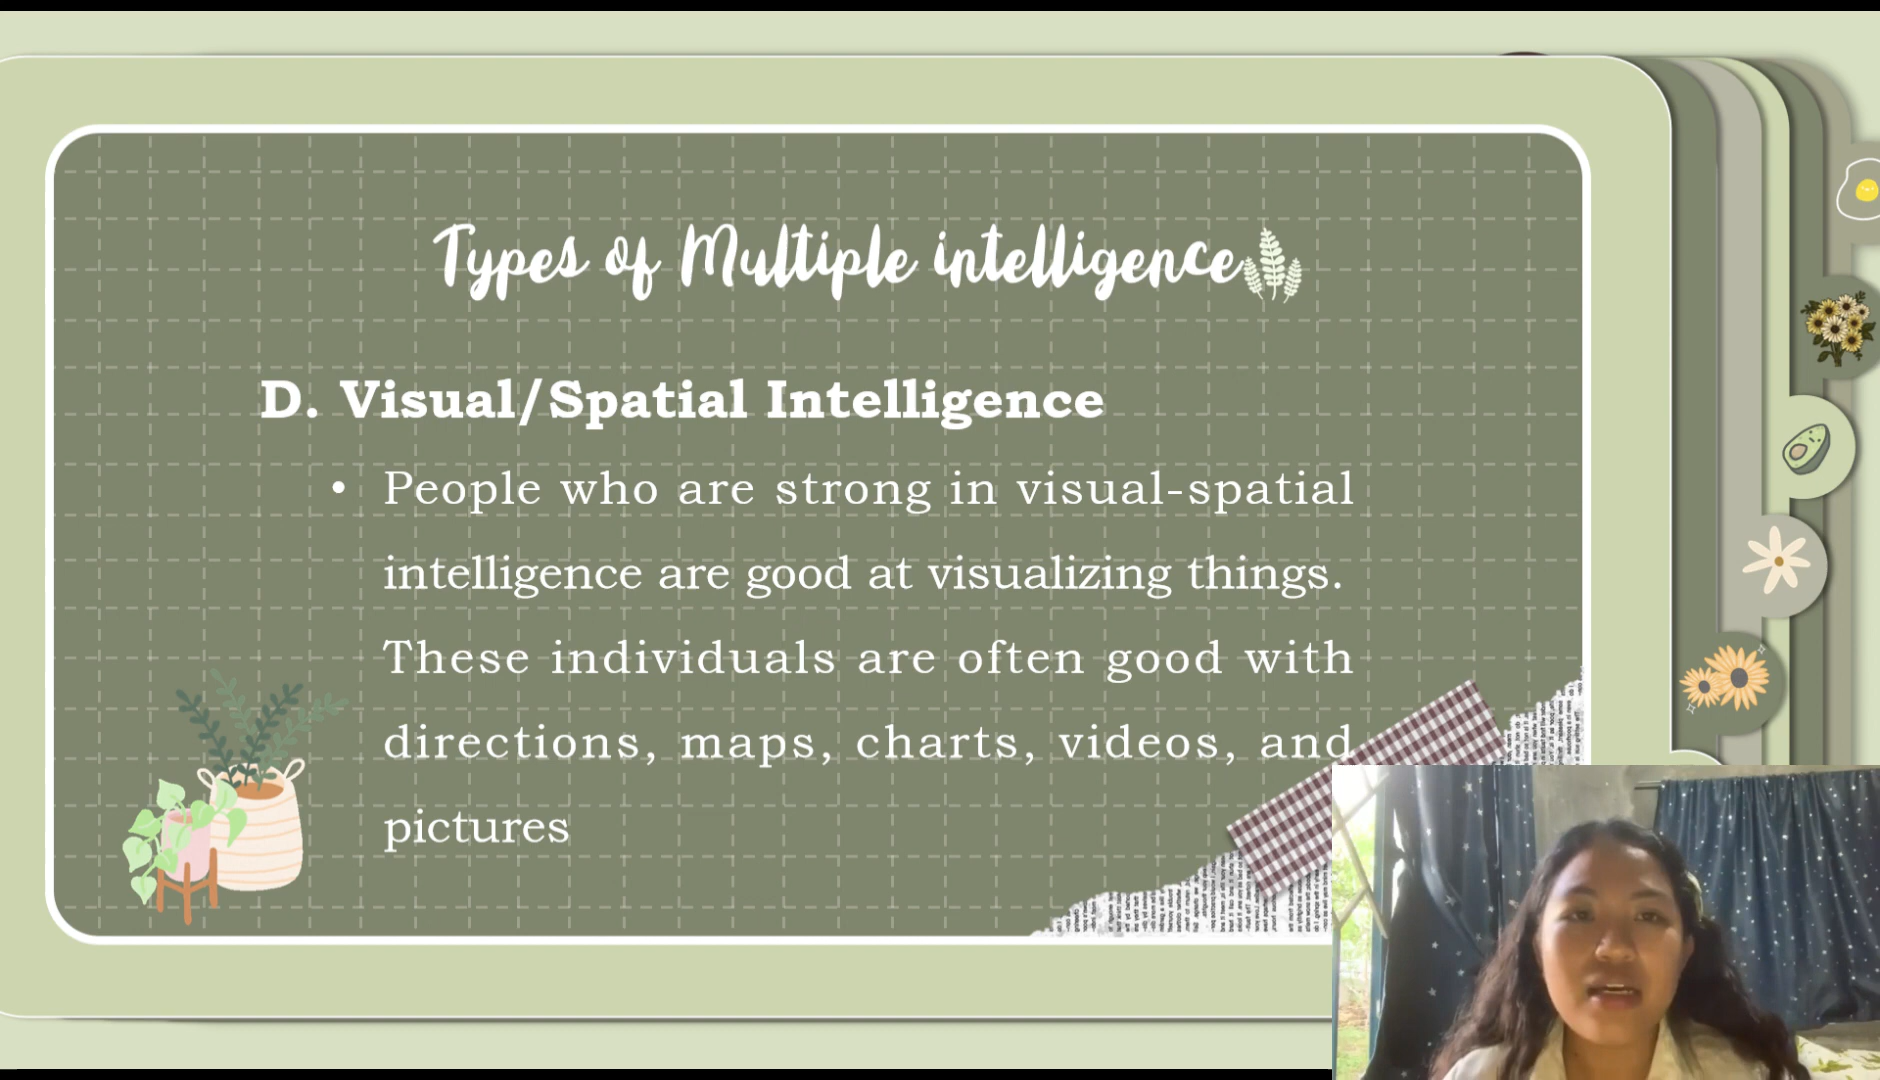 Types of Multiple intelligence
D. Visual/Spatial Intelligence
• People who are strong in visual-spatial
intelligence are good at visualizing things.
These individuals are often good with
directions, maps, charts, videos, and
pictures